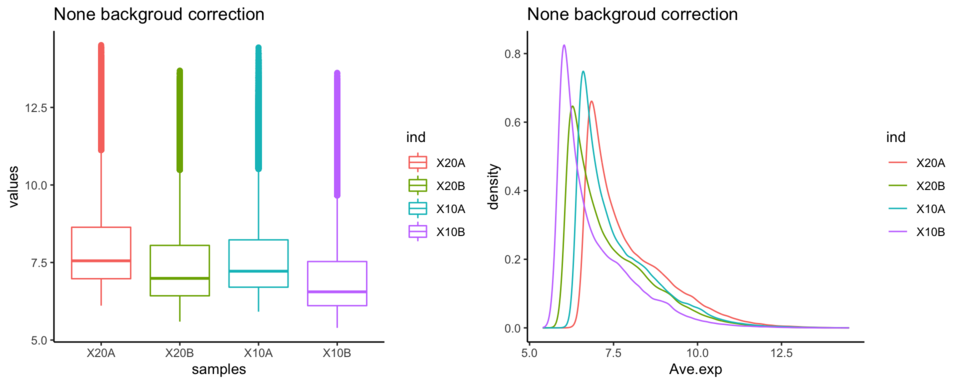 None backgroud correction
values
12.5
10.0
7.5
5.0
X20A X20B X10A X10B
samples
ind
X20A
X20B
X10A
X10B
None backgroud correction
density
0.8
0.6
0.4
0.2
0.0
5.0 7.5 10.0 12.5
Ave.exp
ind
X20A
X20B
X10A
X10B